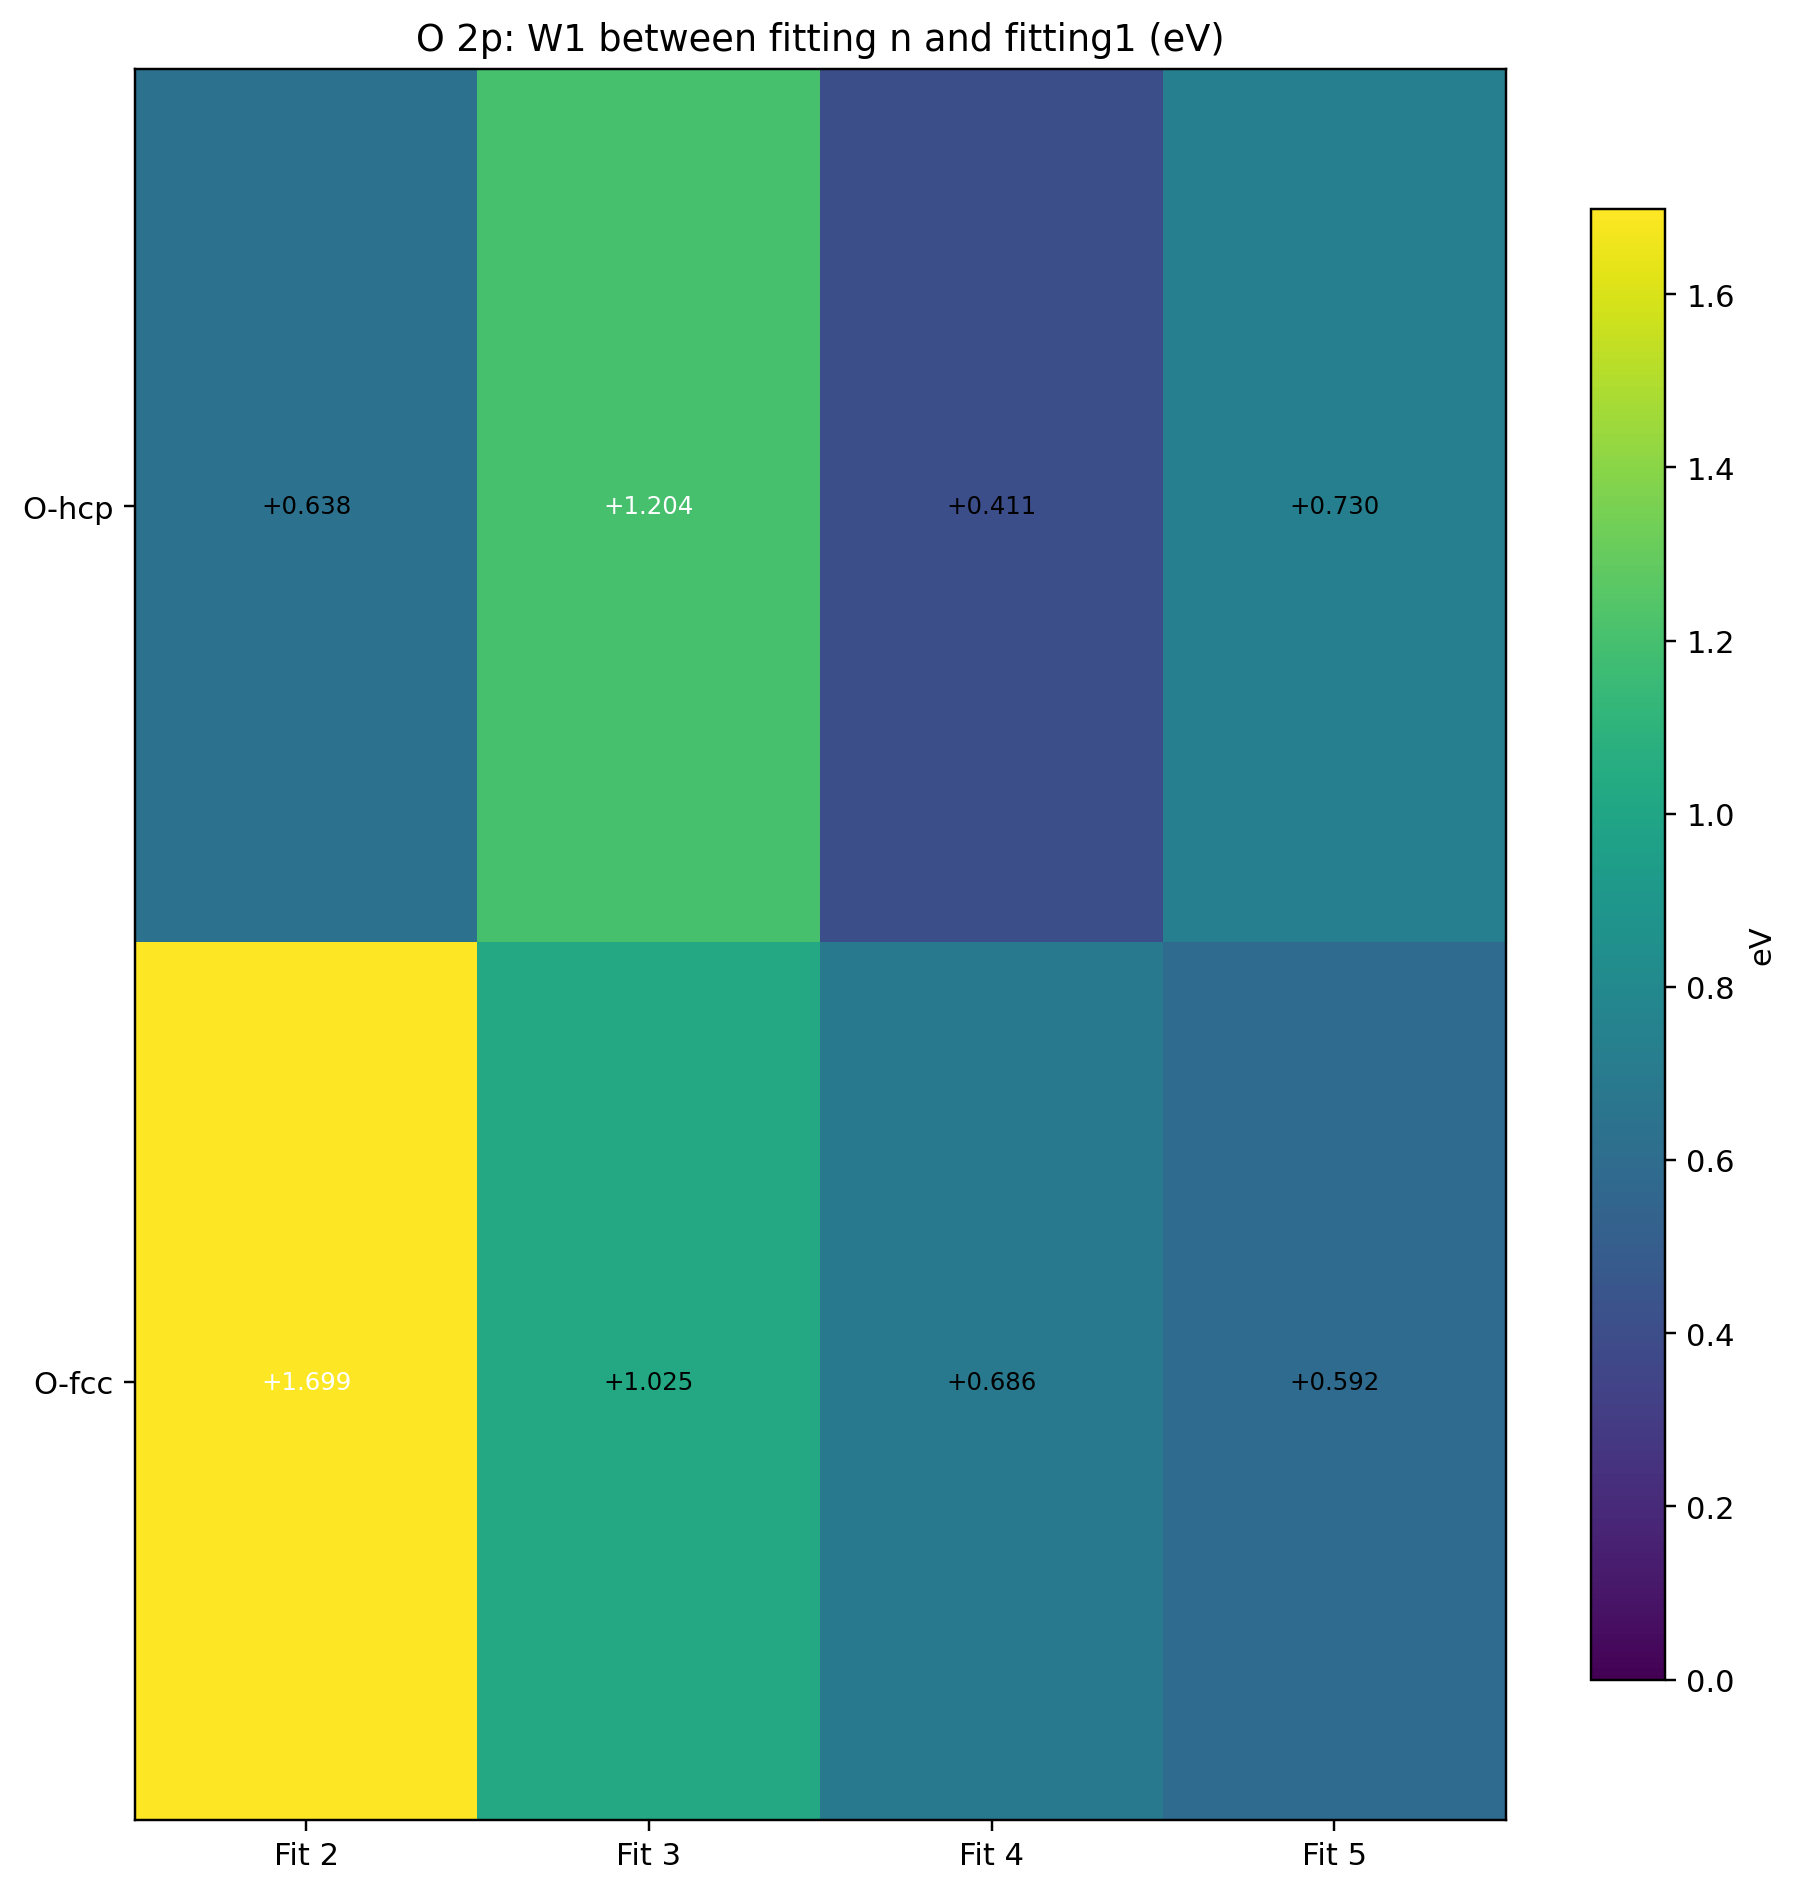 O 2p: W1 between fitting n and fitting1 (eV)
O-hcp
+0.638
+1.204
+0.411
+0.730
O-fcc
+1.699
+1.025
+0.686
+0.592
Fit 2
Fit 3
Fit 4
Fit 5
1.6
1.4
1.2
1.0
0.8
0.6
0.4
0.2
0.0
eV